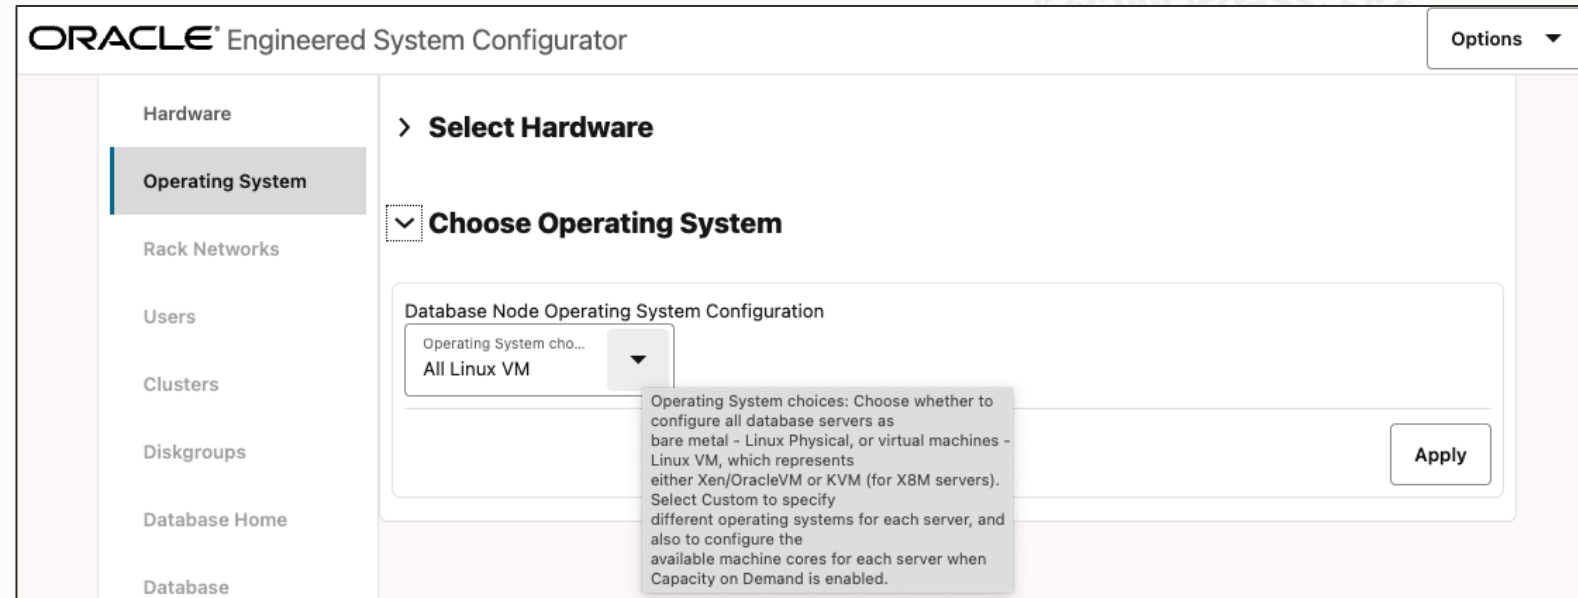 ORACLE Engineered System Configurator
Options
Hardware
Operating System
Rack Networks
Users
Clusters
Diskgroups
Database Home
Database
Select Hardware
Choose Operating System
Database Node Operating System Configuration
Operating System cho...
All Linux VM
Operating System choices: Choose whether to
configure all database servers as
bare metal - Linux Physical, or virtual machines -
Linux VM, which represents
either Xen/OracleVM or KVM (for X8M servers).
Select Custom to specify
different operating systems for each server, and
also to configure the
available machine cores for each server when
Capacity on Demand is enabled.
Apply